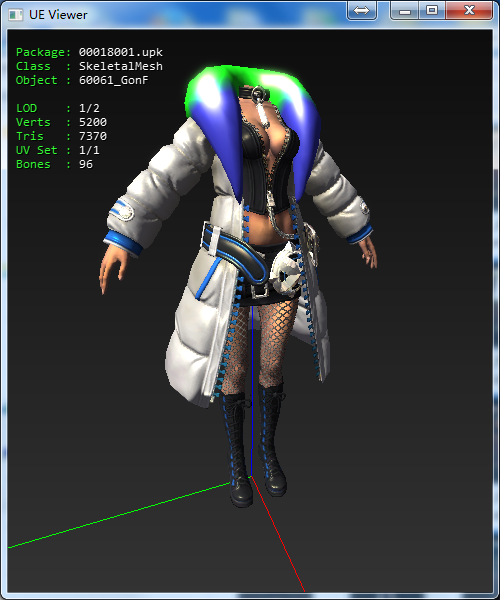 UE Viewer
Package: 00018001.upk
Class : SkeletalMesh
Object : 60061_GonF
LOD : 1/2
Verts : 5200
Tris : 7370
UV Set : 1/1
Bones : 96